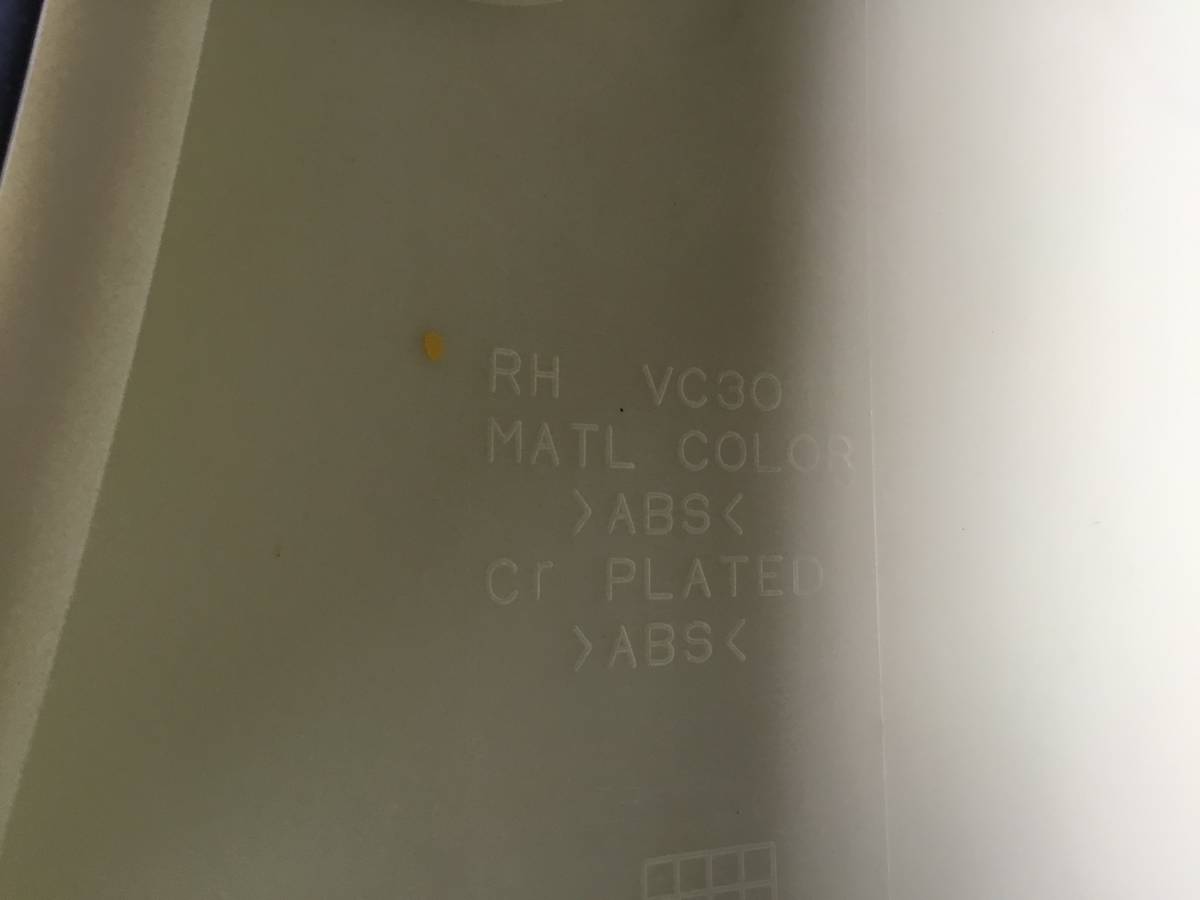 RH VC30
MATL COLOR
>ABS<
Cr PLATED
>ABS<